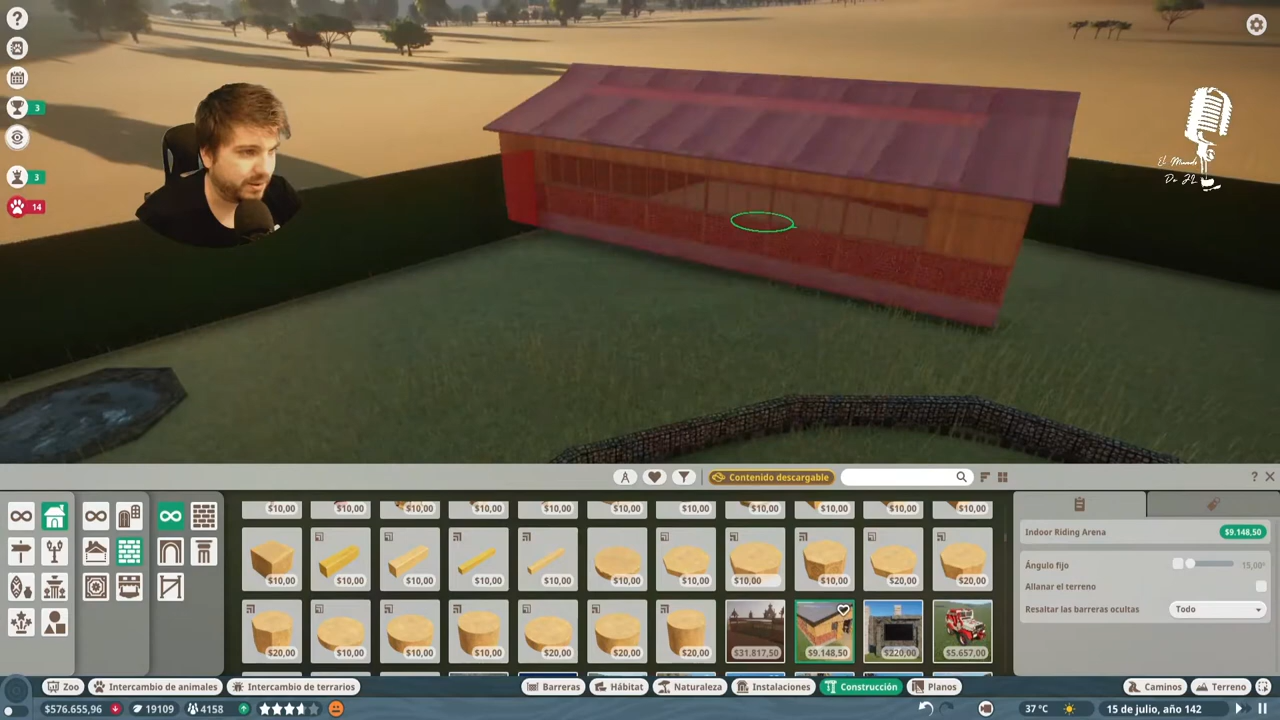 ?
3
3
14
El Mundo
De JL
Contenido descargable
? ×
$10,00 $10,00 $10,00 $10,00 $10,00 $10,00 $10,00 $10,00 $10,00 $10,00 $10,00
$10,00 $10,00 $10,00 $10,00 $10,00 $10,00 $10,00 $10,00 $10,00 $20,00 $20,00
$20,00 $10,00 $10,00 $10,00 $20,00 $20,00 $20,00 $31.817,50 $9.148,50 $220,00 $5.657,00
Indoor Riding Arena $9.148,50
Ángulo fijo 15,00°
Allanar el terreno
Resaltar las barreras ocultas Todo
Zoo Intercambio de animales Intercambio de terrarios Barreras Hábitat Naturaleza Instalaciones Construcción Planos Caminos Terreno
$576.655,96 19109 4158 37 °C 15 de julio, año 142